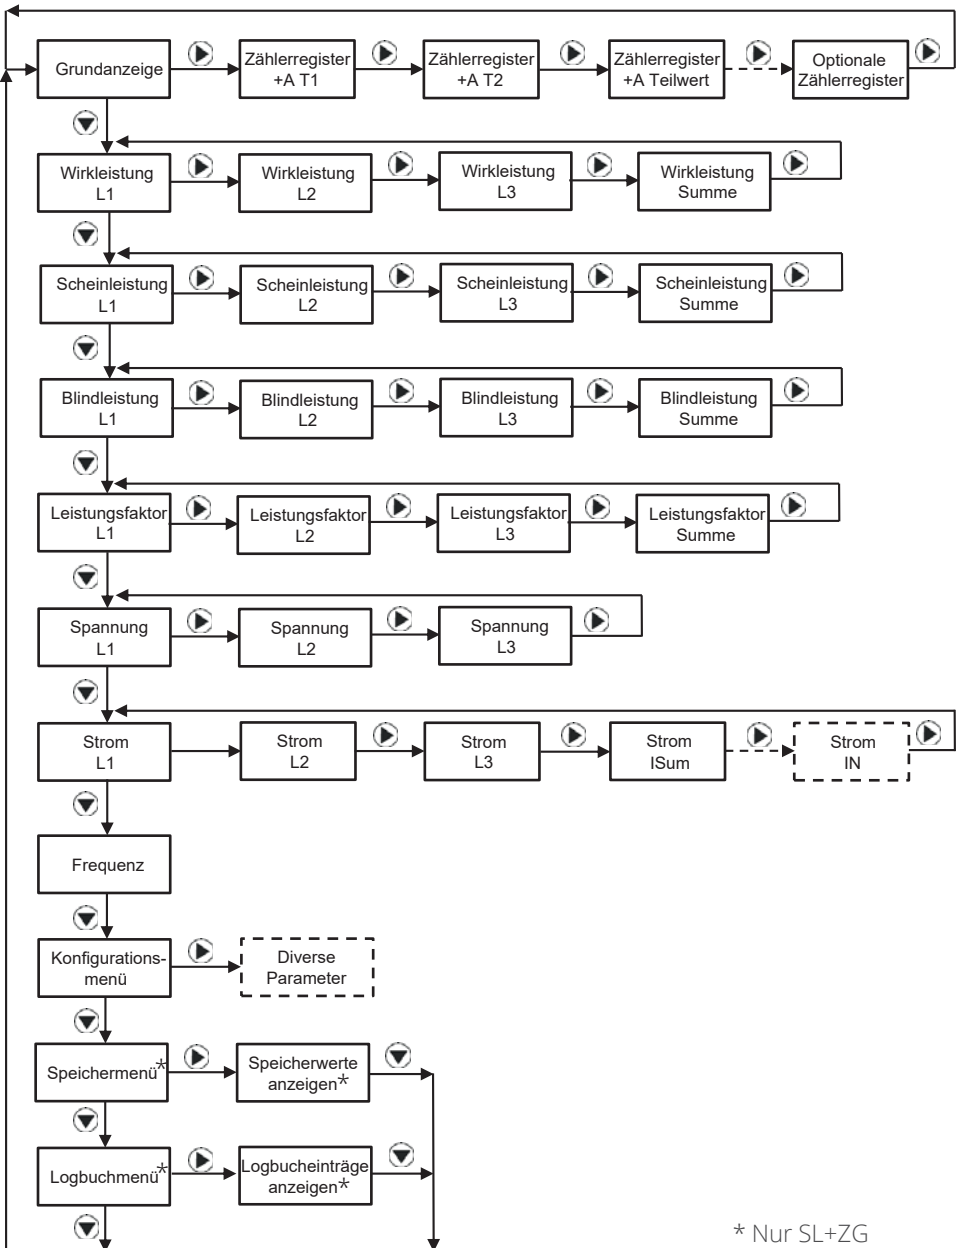 Grundanzeige
Zählerregister
+A T1
Zählerregister
+A T2
Zählerregister
+A Teilwert
Optionale
Zählerregister
Wirkleistung
L1
Wirkleistung
L2
Wirkleistung
L3
Wirkleistung
Summe
Scheinleistung
L1
Scheinleistung
L2
Scheinleistung
L3
Scheinleistung
Summe
Blindleistung
L1
Blindleistung
L2
Blindleistung
L3
Blindleistung
Summe
Leistungsfaktor
L1
Leistungsfaktor
L2
Leistungsfaktor
L3
Leistungsfaktor
Summe
Spannung
L1
Spannung
L2
Spannung
L3
Strom
L1
Strom
L2
Strom
L3
Strom
ISum
Strom
IN
Frequenz
Konfigurations-
menü
Diverse
Parameter
Speichermenü*
Speicherwerte
anzeigen*
Logbuchmenü*
Logbucheinträge
anzeigen*
* Nur SL+ZG